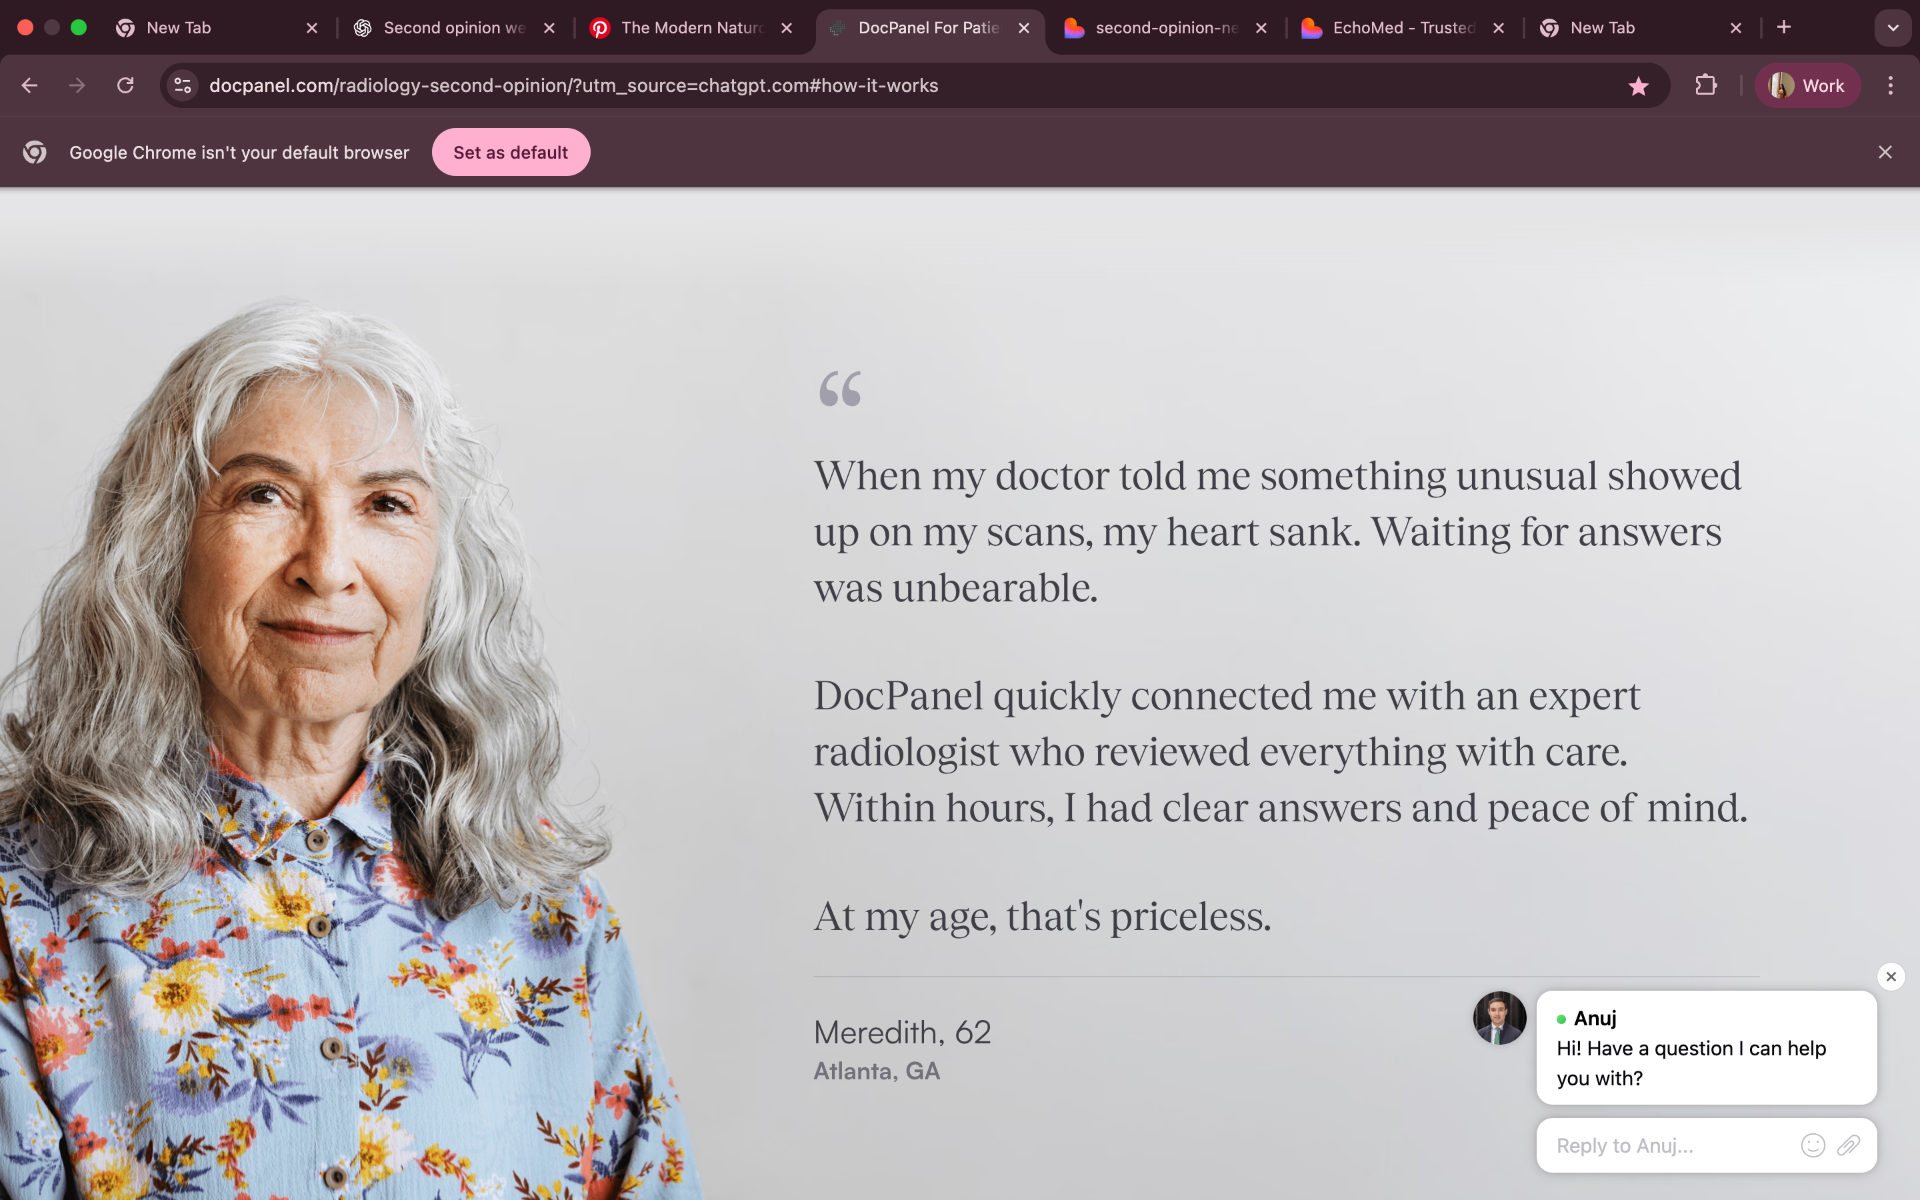 New Tab
Second opinion we
The Modern Natur
DocPanel For Patie
second-opinion-ne
EchoMed - Trusted
New Tab
docpanel.com/radiology-second-opinion/?utm_source=chatgpt.com#how-it-works
Work
Google Chrome isn't your default browser
Set as default
“
When my doctor told me something unusual showed
up on my scans, my heart sank. Waiting for answers
was unbearable.
DocPanel quickly connected me with an expert
radiologist who reviewed everything with care.
Within hours, I had clear answers and peace of mind.
At my age, that's priceless.
Meredith, 62
Atlanta, GA
Anuj
Hi! Have a question I can help
you with?
Reply to Anuj...